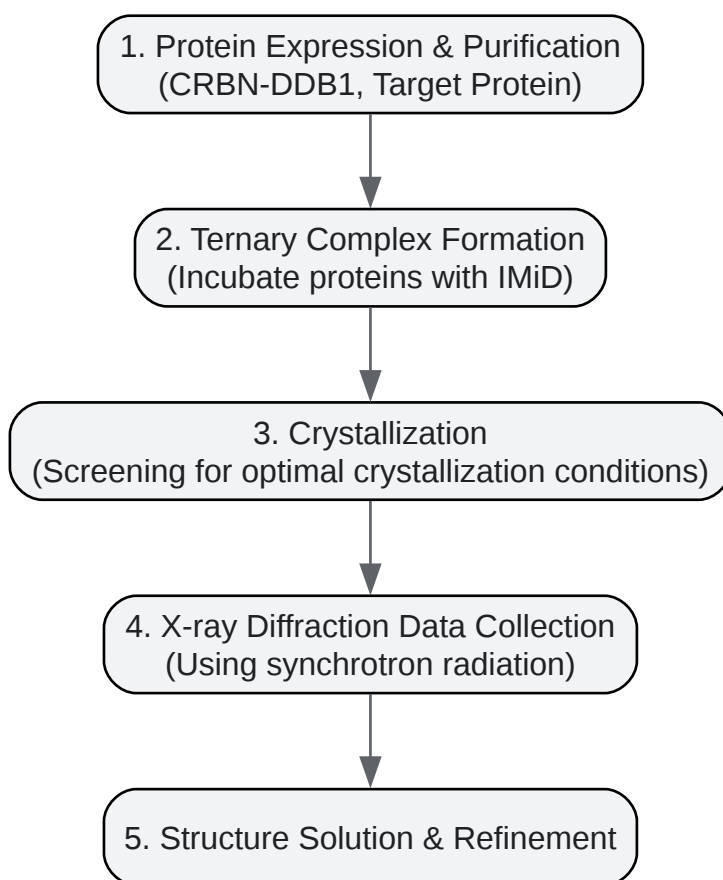 1. Protein Expression & Purification
(CRBN-DDB1, Target Protein)
2. Ternary Complex Formation
(Incubate proteins with IMiD)
3. Crystallization
(Screening for optimal crystallization conditions)
4. X-ray Diffraction Data Collection
(Using synchrotron radiation)
5. Structure Solution & Refinement